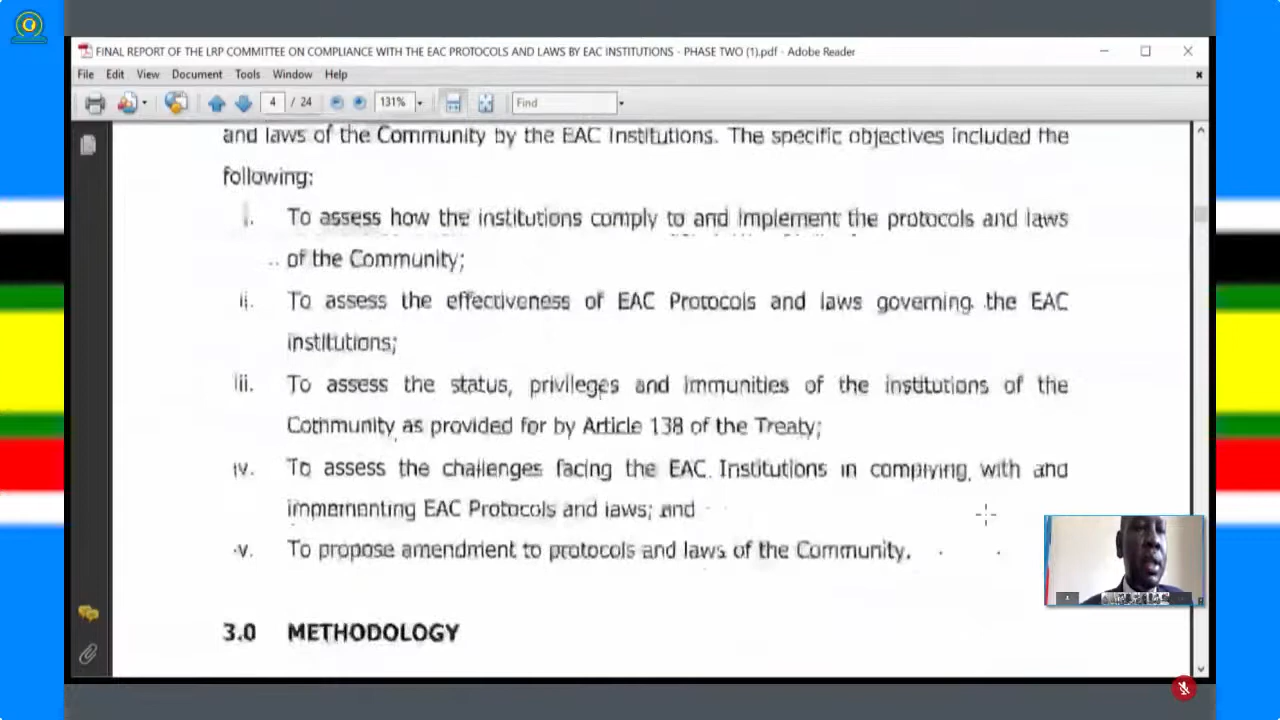 FINAL REPORT OF THE LRP COMMITTEE ON COMPLIANCE WITH THE EAC PROTOCOLS AND LAWS BY EAC INSTITUTIONS - PHASE TWO (1).pdf - Adobe Reader
File Edit View Document Tools Window Help
4 / 24 131% Find
and laws of the Community by the EAC Institutions. The specific objectives included the
following:
i. To assess how the institutions comply to and implement the protocols and laws
of the Community;
ii. To assess the effectiveness of EAC Protocols and laws governing the EAC
institutions;
iii. To assess the status, privileges and immunities of the institutions of the
Community as provided for by Article 138 of the Treaty;
iv. To assess the challenges facing the EAC Institutions in complying with and
implementing EAC Protocols and laws; and
v. To propose amendment to protocols and laws of the Community.
3.0 METHODOLOGY